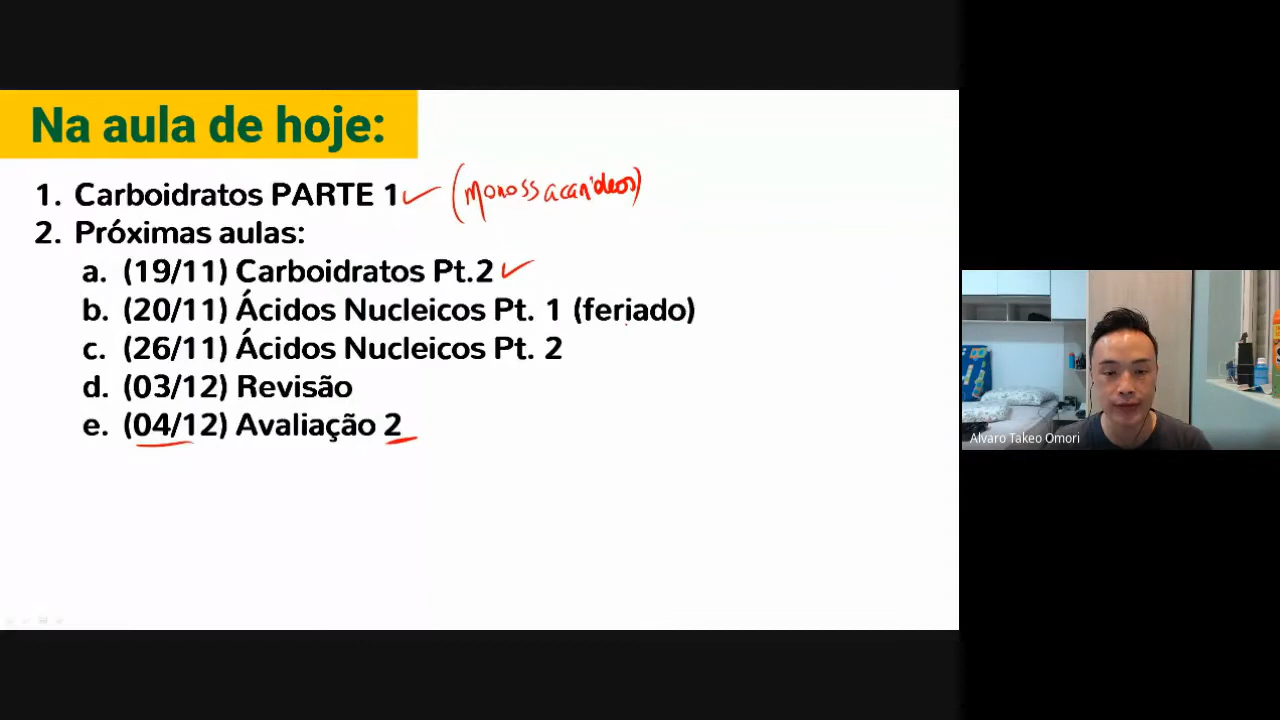 Na aula de hoje:
1. Carboidratos PARTE 1 (monossacarídeos)
2. Próximas aulas:
a. (19/11) Carboidratos Pt.2
b. (20/11) Ácidos Nucleicos Pt. 1 (feriado)
c. (26/11) Ácidos Nucleicos Pt. 2
d. (03/12) Revisão
e. (04/12) Avaliação 2
Alvaro Takeo Omori